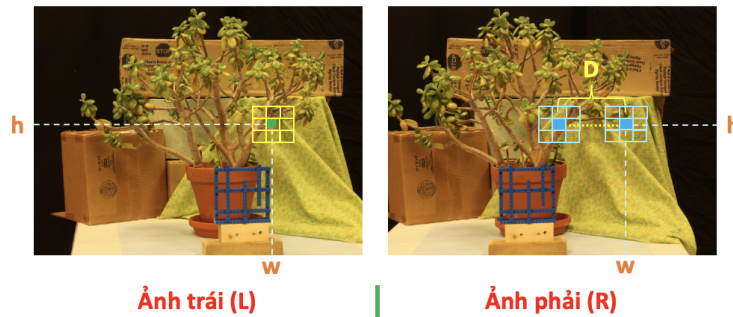 D
h
h
w
w
Ảnh trái (L)
Ảnh phải (R)